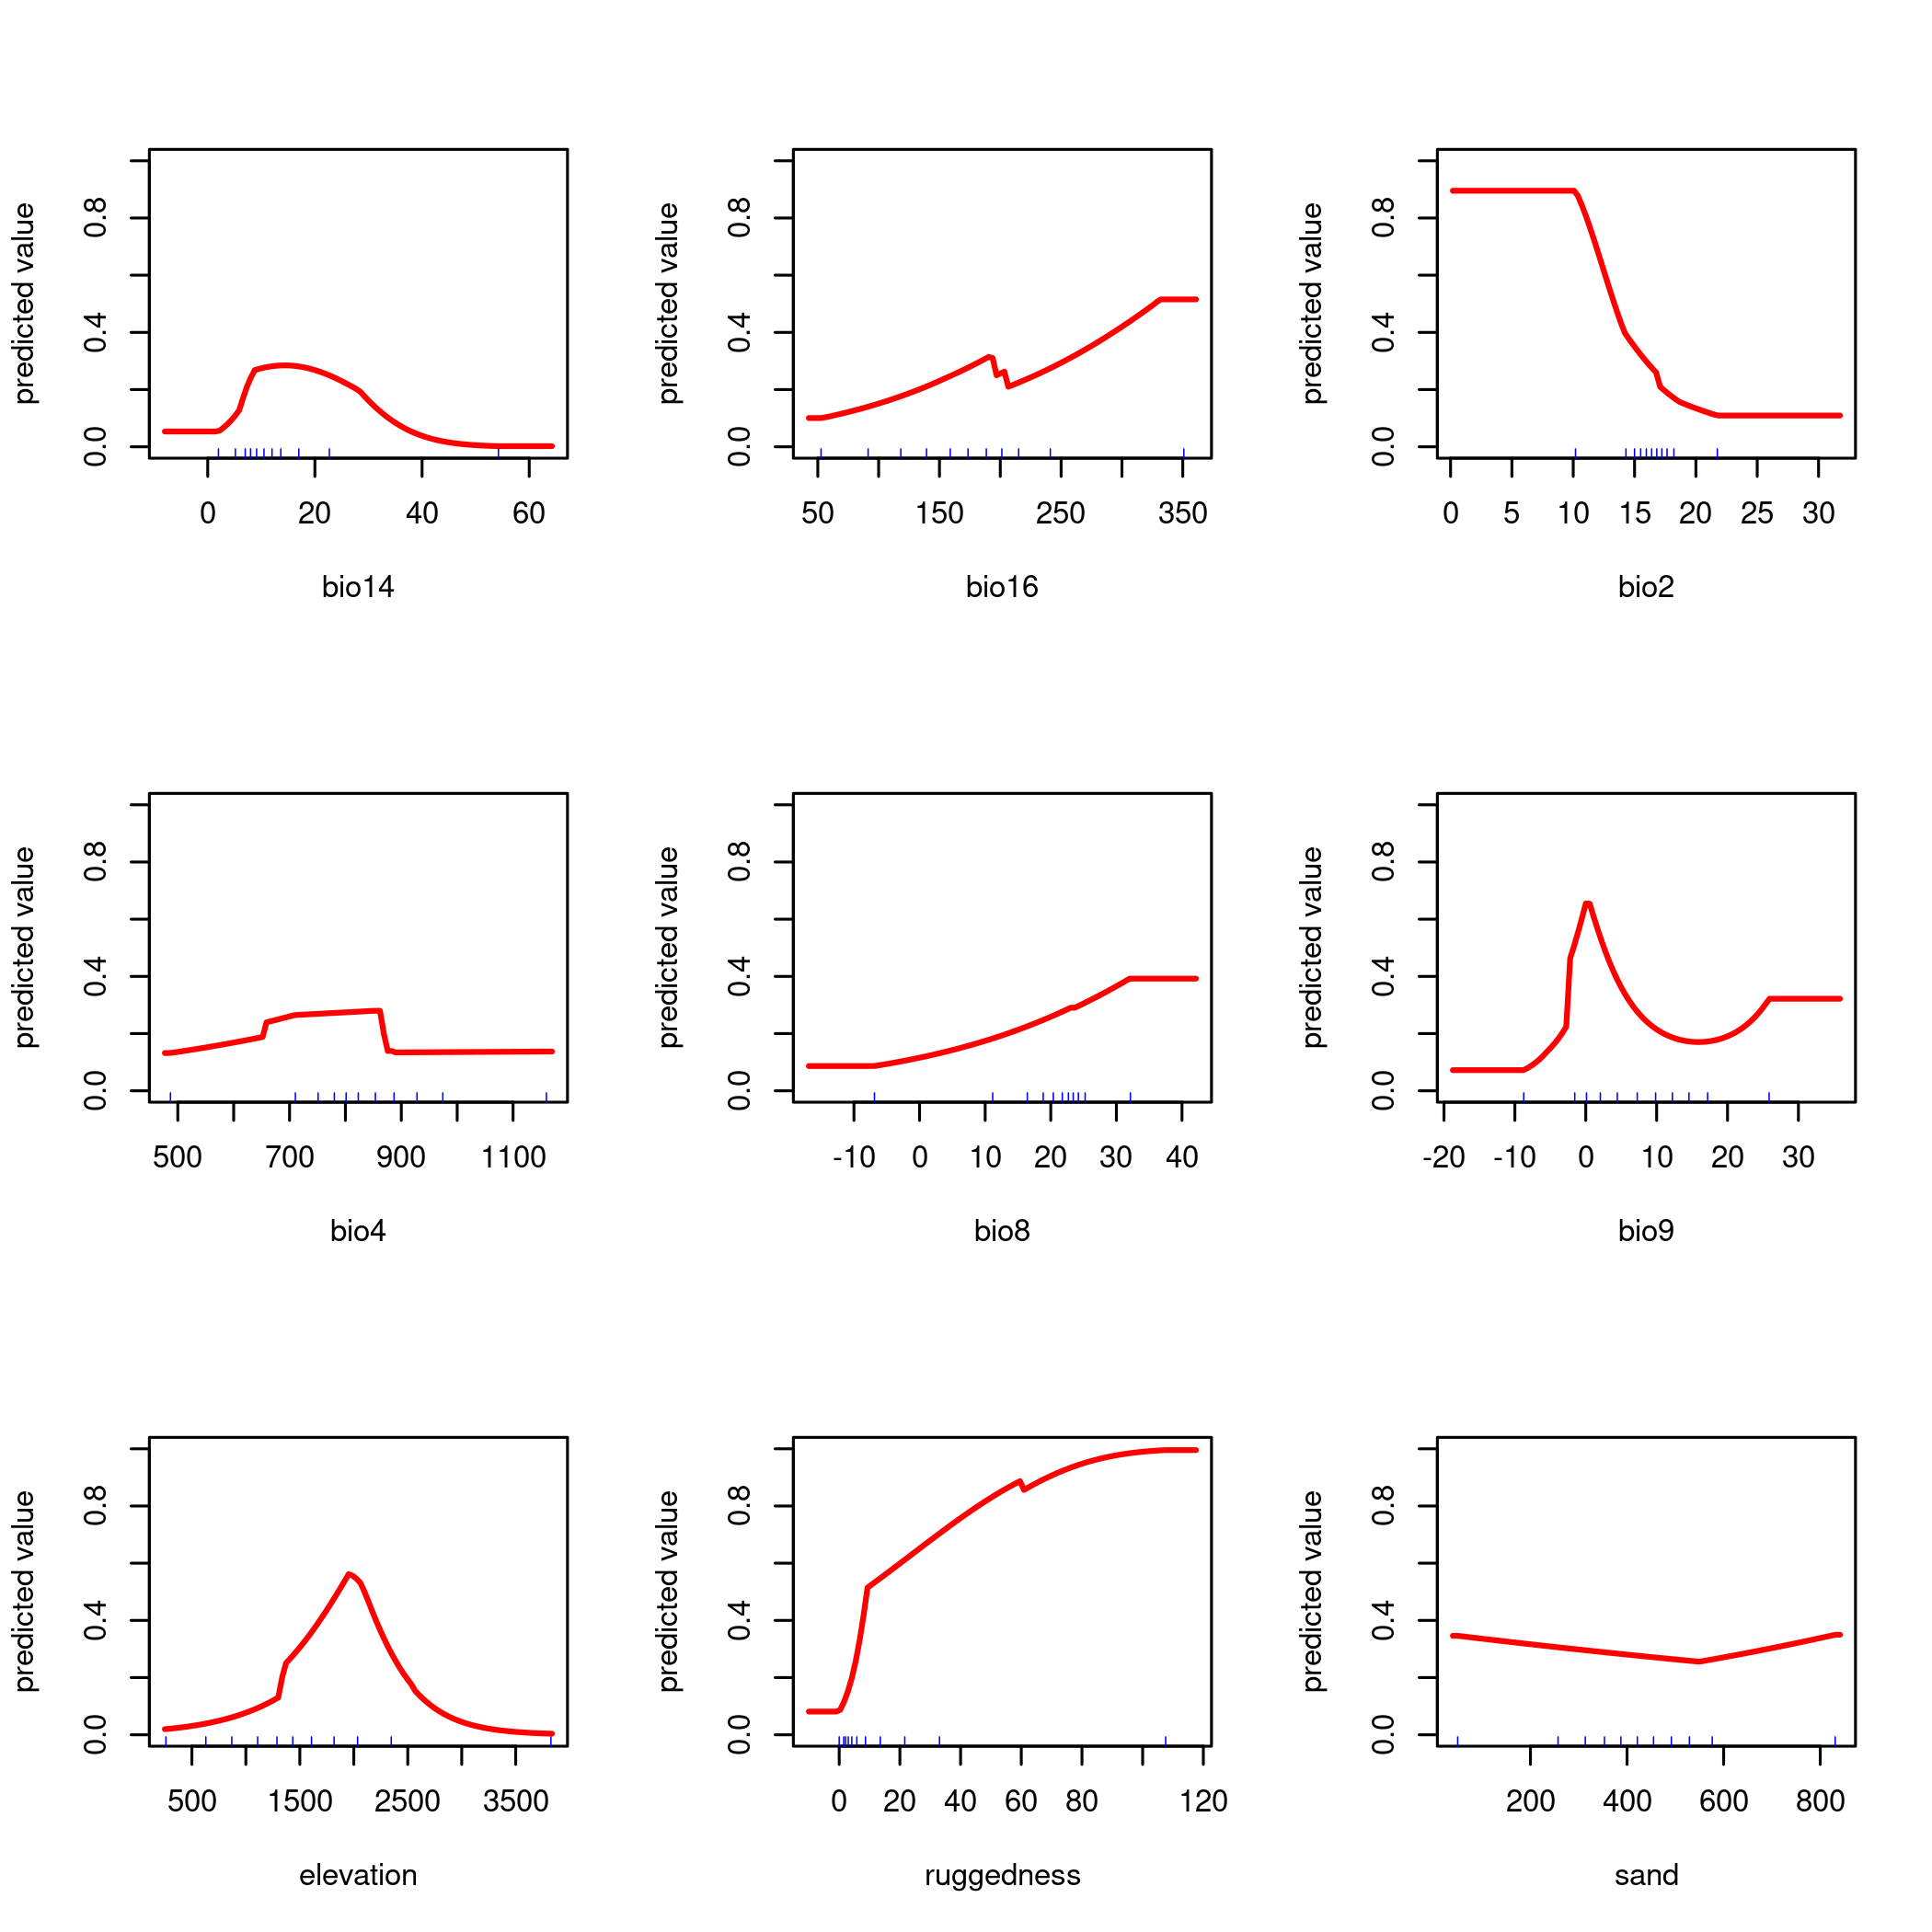 predicted value
0.0 0.4 0.8
0 20 40 60
bio14
predicted value
0.0 0.4 0.8
50 150 250 350
bio16
predicted value
0.0 0.4 0.8
0 5 10 15 20 25 30
bio2
predicted value
0.0 0.4 0.8
500 700 900 1100
bio4
predicted value
0.0 0.4 0.8
-10 0 10 20 30 40
bio8
predicted value
0.0 0.4 0.8
-20 -10 0 10 20 30
bio9
predicted value
0.0 0.4 0.8
500 1500 2500 3500
elevation
predicted value
0.0 0.4 0.8
0 20 40 60 80 120
ruggedness
predicted value
0.0 0.4 0.8
200 400 600 800
sand